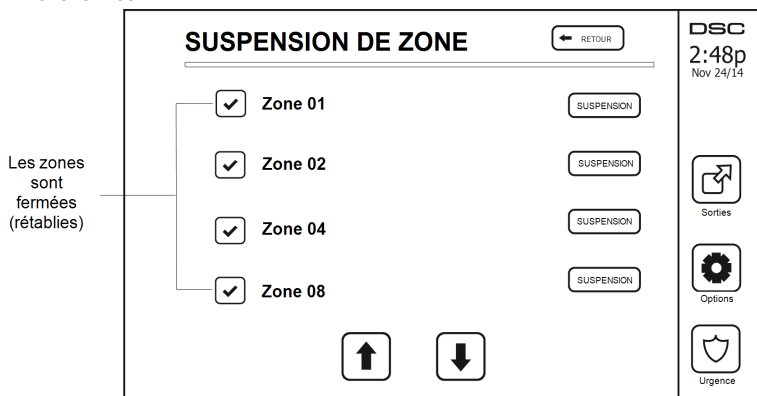 SUSPENSION DE ZONE
RETOUR
DSC
2:48p
Nov 24/14
Zone 01
SUSPENSION
Zone 02
SUSPENSION
Les zones
sont
fermées
(rétablies)
Zone 04
SUSPENSION
Zone 08
SUSPENSION
Sorties
Options
Urgence